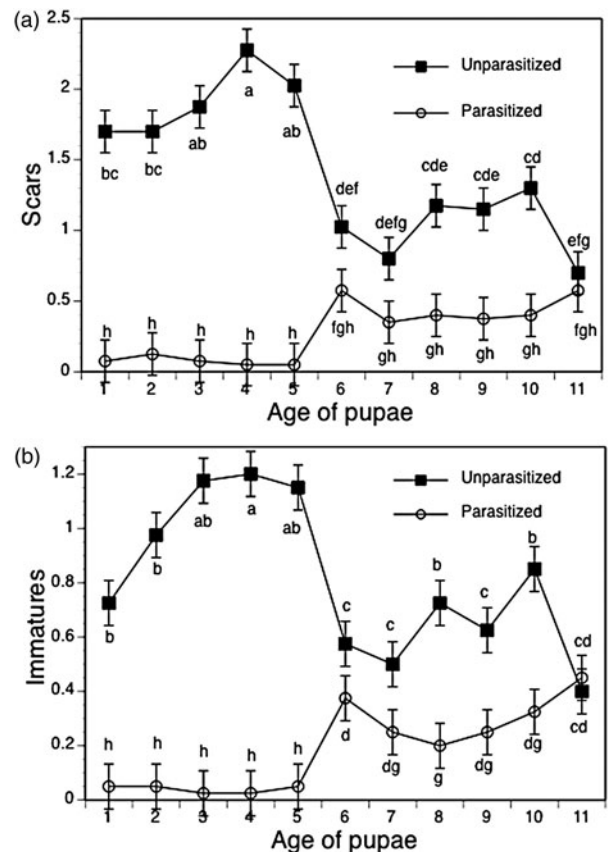 (a)
2.5
2
1.5
1
0.5
0
Scars
Unparasitized
Parasitized
bc bc ab a ab def defg cde cde cd efg
h h h h h fgh gh gh gh gh fgh
1 2 3 4 5 6 7 8 9 10 11
Age of pupae
(b)
1.2
1
0.8
0.6
0.4
0.2
0
Immatures
Unparasitized
Parasitized
b b ab a ab c c b c b cd
h h h h h d dg g dg dg cd
1 2 3 4 5 6 7 8 9 10 11
Age of pupae